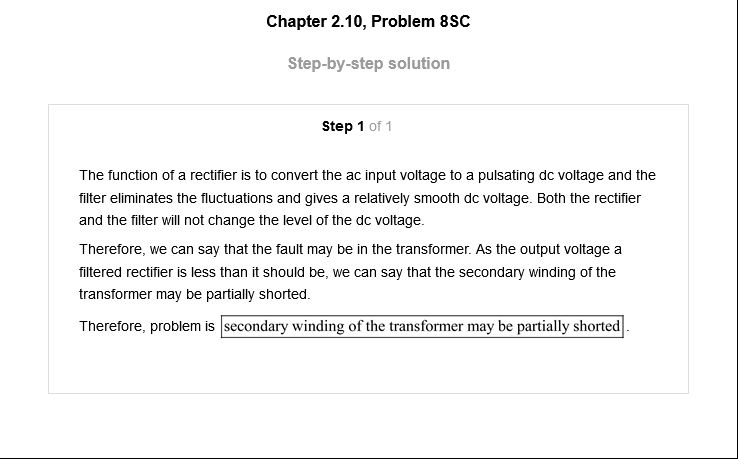 Chapter 2.10, Problem 8SC
Step-by-step solution
Step 1 of 1
The function of a rectifier is to convert the ac input voltage to a pulsating dc voltage and the
filter eliminates the fluctuations and gives a relatively smooth dc voltage. Both the rectifier
and the filter will not change the level of the dc voltage.
Therefore, we can say that the fault may be in the transformer. As the output voltage a
filtered rectifier is less than it should be, we can say that the secondary winding of the
transformer may be partially shorted.
Therefore, problem is secondary winding of the transformer may be partially shorted.